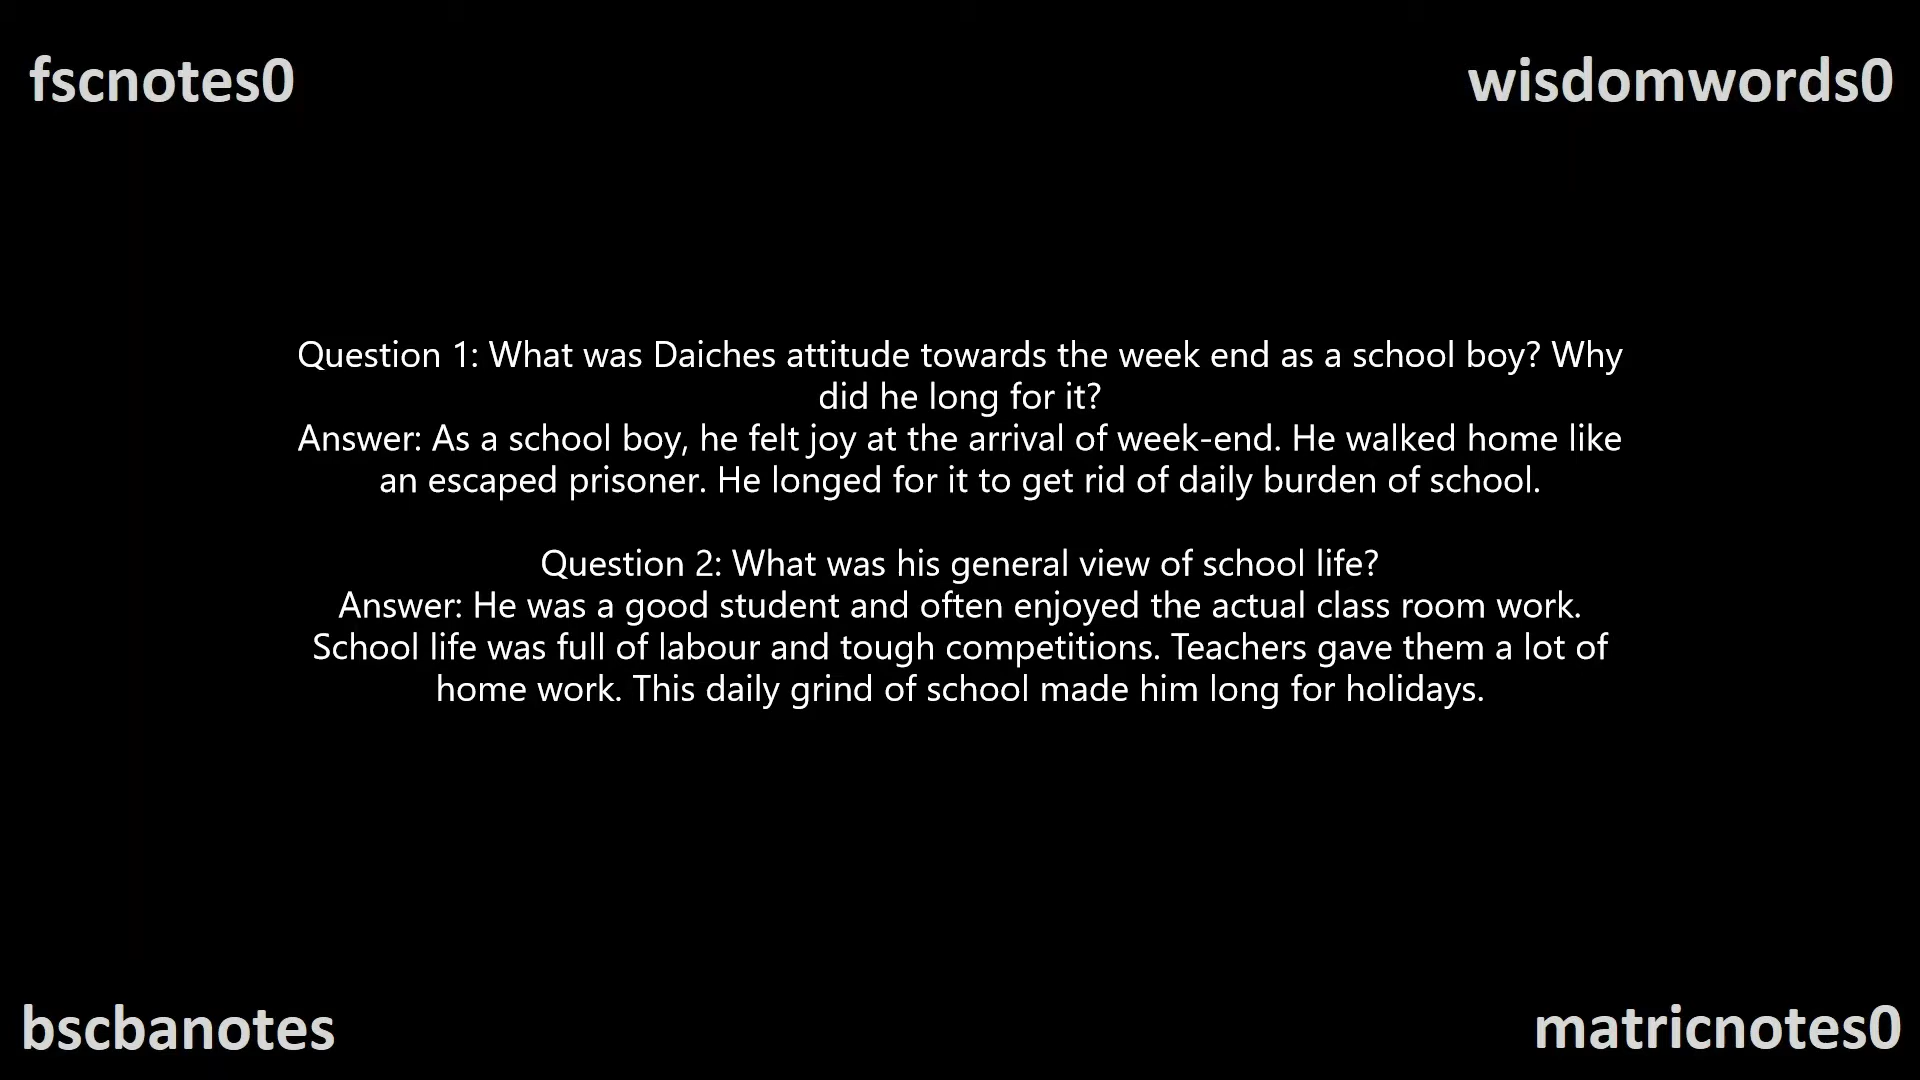 fscnotes0
wisdomwords0
Question 1: What was Daiches attitude towards the week end as a school boy? Why
did he long for it?
Answer: As a school boy, he felt joy at the arrival of week-end. He walked home like
an escaped prisoner. He longed for it to get rid of daily burden of school.
Question 2: What was his general view of school life?
Answer: He was a good student and often enjoyed the actual class room work.
School life was full of labour and tough competitions. Teachers gave them a lot of
home work. This daily grind of school made him long for holidays.
bscbanotes
matricnotes0